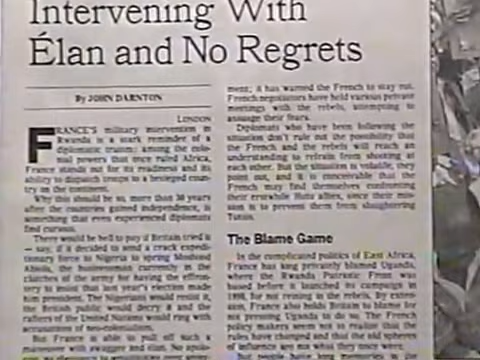 Intervening With
Élan and No Regrets
By JOHN DARNTON
LONDON
FRANCE'S military intervention in
Rwanda is a stark reminder of a
diplomatic truism: among the colo-
nial powers that once ruled Africa,
France stands out for its readiness and its
ability to dispatch troops to a besieged coun-
try on the continent.
Why this should be so, more than 30 years
after the countries gained independence, is
something that even experienced diplomats
find curious.
There would be hell to pay if Britain tried it
— say, if it decided to send a crack expedi-
tionary force to Nigeria to spring Moshood
Abiola, the businessman currently in the
clutches of the army for having the effron-
tery to insist that last year's election made
him president. The Nigerians would resist it,
the British public would decry it and the
rafters of the United Nations would ring with
accusations of neo-colonialism.
But France is able to pull off such a
maneuver with swagger and élan. No apolo-
ment; it has warned the French to stay out.
French negotiators have held various private
meetings with the rebels, attempting to
assuage their fears.
Diplomats who have been following the
situation don't rule out the possibility that
the French and the rebels will reach an
understanding to refrain from shooting at
each other. But the situation is volatile, they
point out, and it is conceivable that the
French may find themselves confronting
their erstwhile Hutu allies, since their mis-
sion is to prevent them from slaughtering
Tutsis.
The Blame Game
In the complicated politics of East Africa,
France has long privately blamed Uganda,
where the Rwanda Patriotic Front was
based before it launched its campaign in
1990, for not reining in the rebels. By exten-
sion, France also holds Britain to blame for
not pressing Uganda to do so. The French
policy makers seem not to realize that the
rules have changed and that the old spheres
of influence are not what they once were.
But people have long